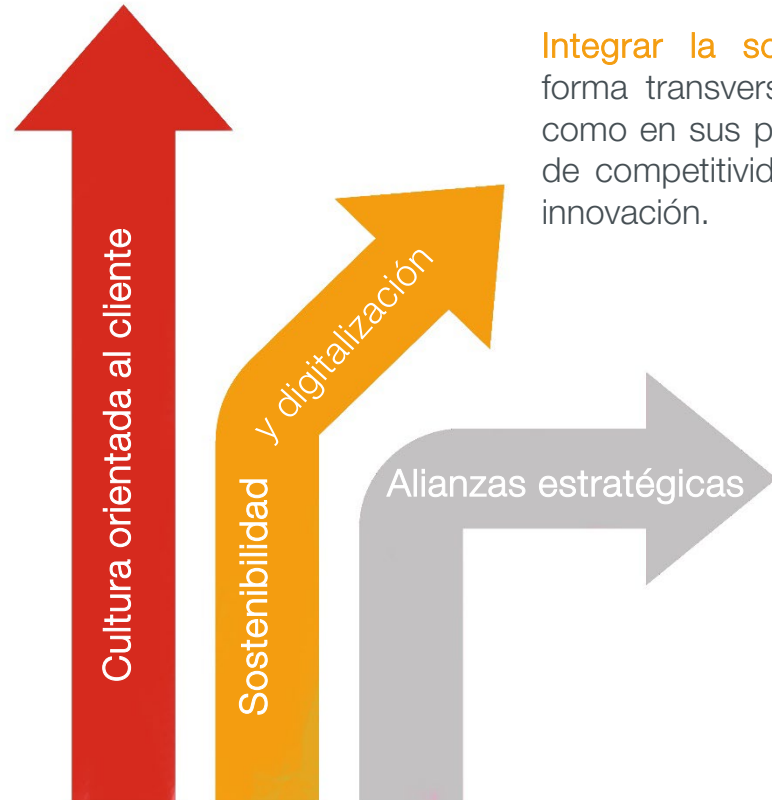 Integrar la so
forma transvers
como en sus p
de competitivid
innovación.
Cultura orientada al cliente
Sostenibilidad
y digitalización
Alianzas estratégicas